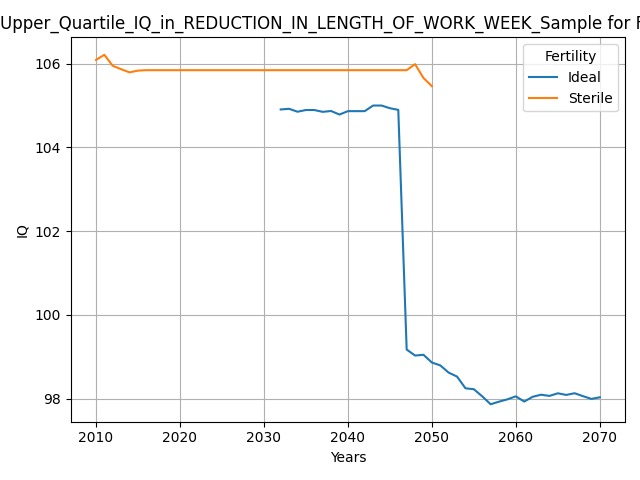 Upper_Quartile_IQ_in_REDUCTION_IN_LENGTH_OF_WORK_WEEK_Sample for F
Fertility
Ideal
Sterile
106
104
102
100
98
IQ
2010 2020 2030 2040 2050 2060 2070
Years